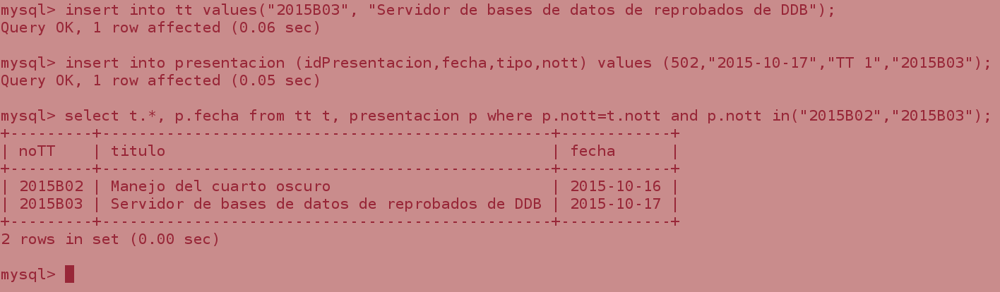 mysql> insert into tt values("2015B03", "Servidor de bases de datos de reprobados de DDB");
Query OK, 1 row affected (0.06 sec)
mysql> insert into presentacion (idPresentacion,fecha,tipo,nott) values (502,"2015-10-17","TT 1","2015B03");
Query OK, 1 row affected (0.05 sec)
mysql> select t.*, p.fecha from tt t, presentacion p where p.nott=t.nott and p.nott in("2015B02","2015B03");
+---------+-------------------------------------------------+------------+
| noTT    | titulo                                          | fecha      |
+---------+-------------------------------------------------+------------+
| 2015B02 | Manejo del cuarto oscuro                        | 2015-10-16 |
| 2015B03 | Servidor de bases de datos de reprobados de DDB | 2015-10-17 |
+---------+-------------------------------------------------+------------+
2 rows in set (0.00 sec)
mysql>